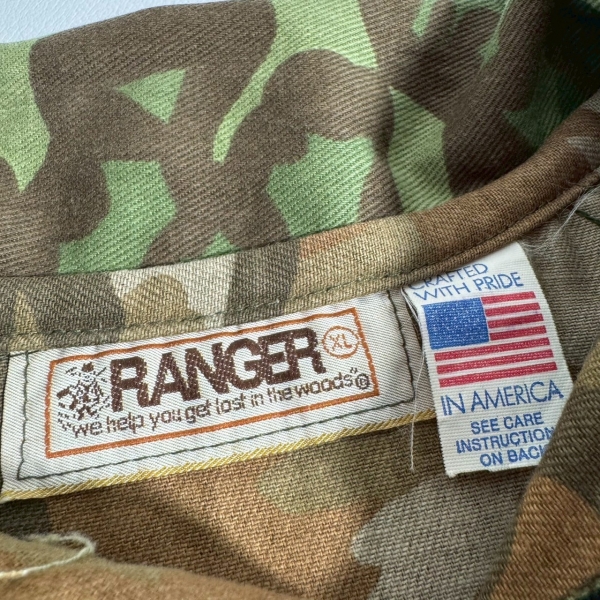 RANGER XL
"we help you get lost in the woods"©
CRAFTED
WITH PRIDE
IN AMERICA
SEE CARE
INSTRUCTION
ON BACK